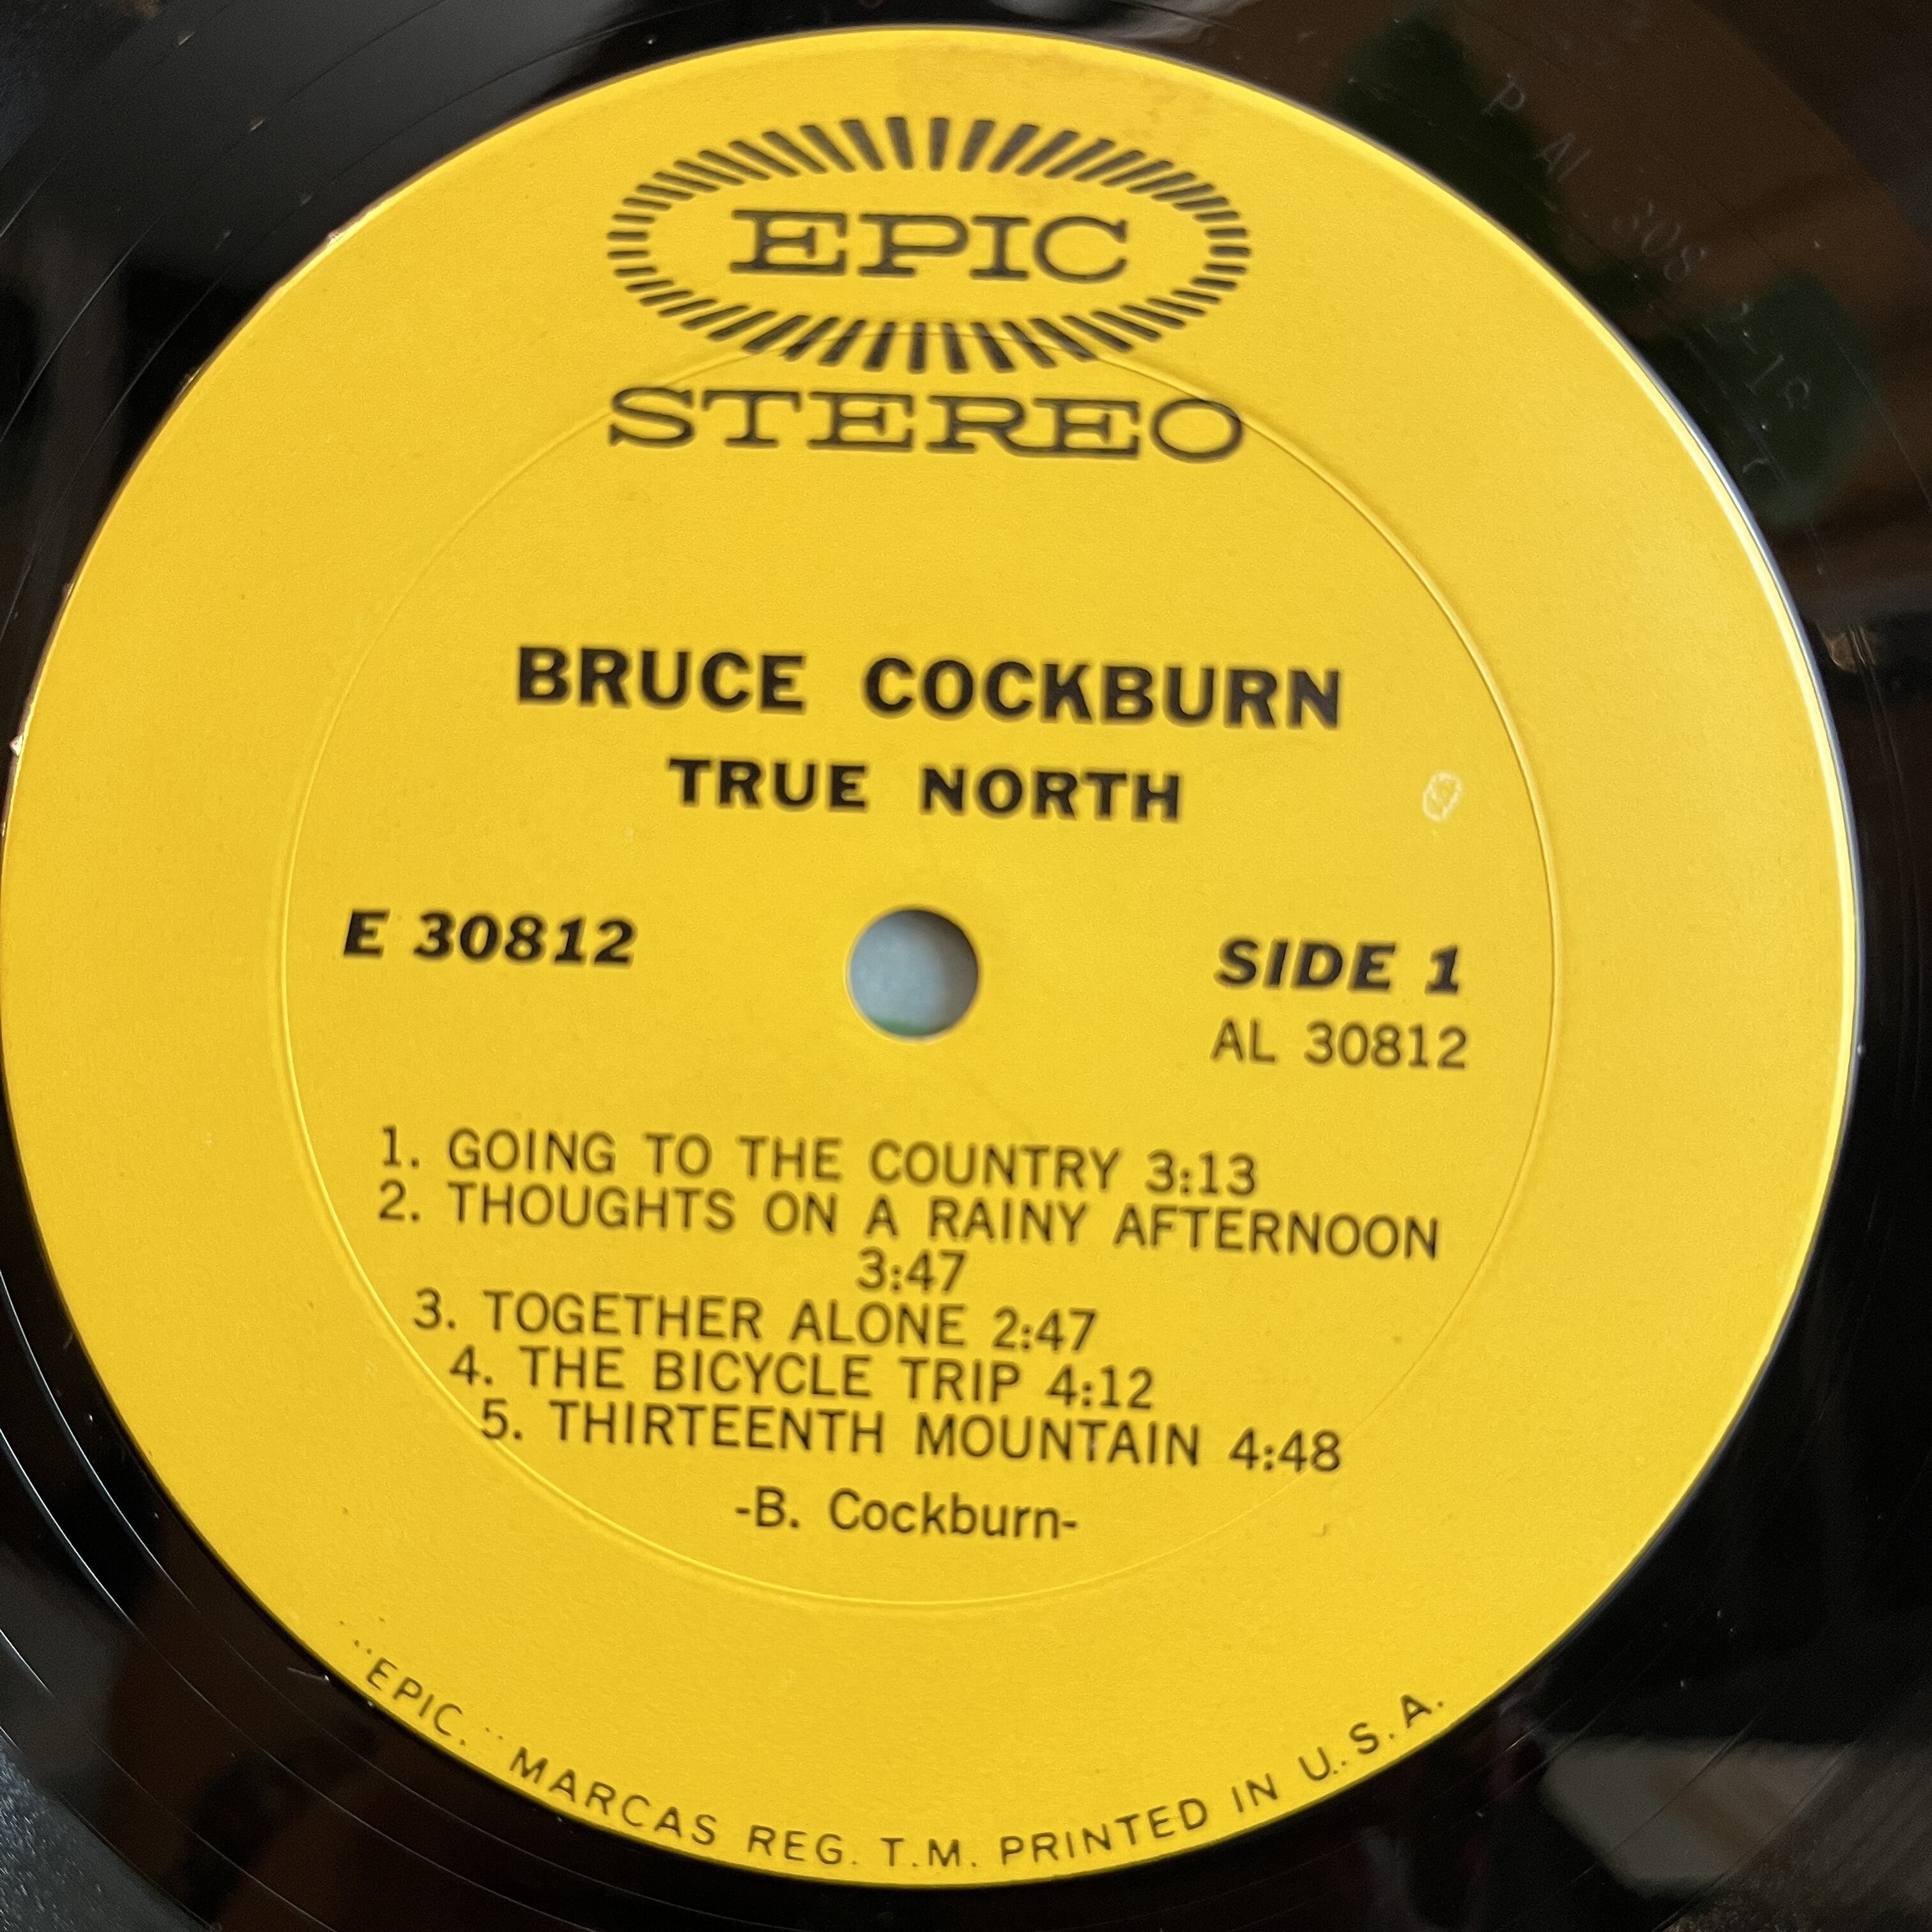 EPIC
STEREO
BRUCE COCKBURN
TRUE NORTH
E 30812
SIDE 1
AL 30812
1. GOING TO THE COUNTRY 3:13
2. THOUGHTS ON A RAINY AFTERNOON
3:47
3. TOGETHER ALONE 2:47
4. THE BICYCLE TRIP 4:12
5. THIRTEENTH MOUNTAIN 4:48
-B. Cockburn-
"EPIC," MARCAS REG. T.M. PRINTED IN U.S.A.